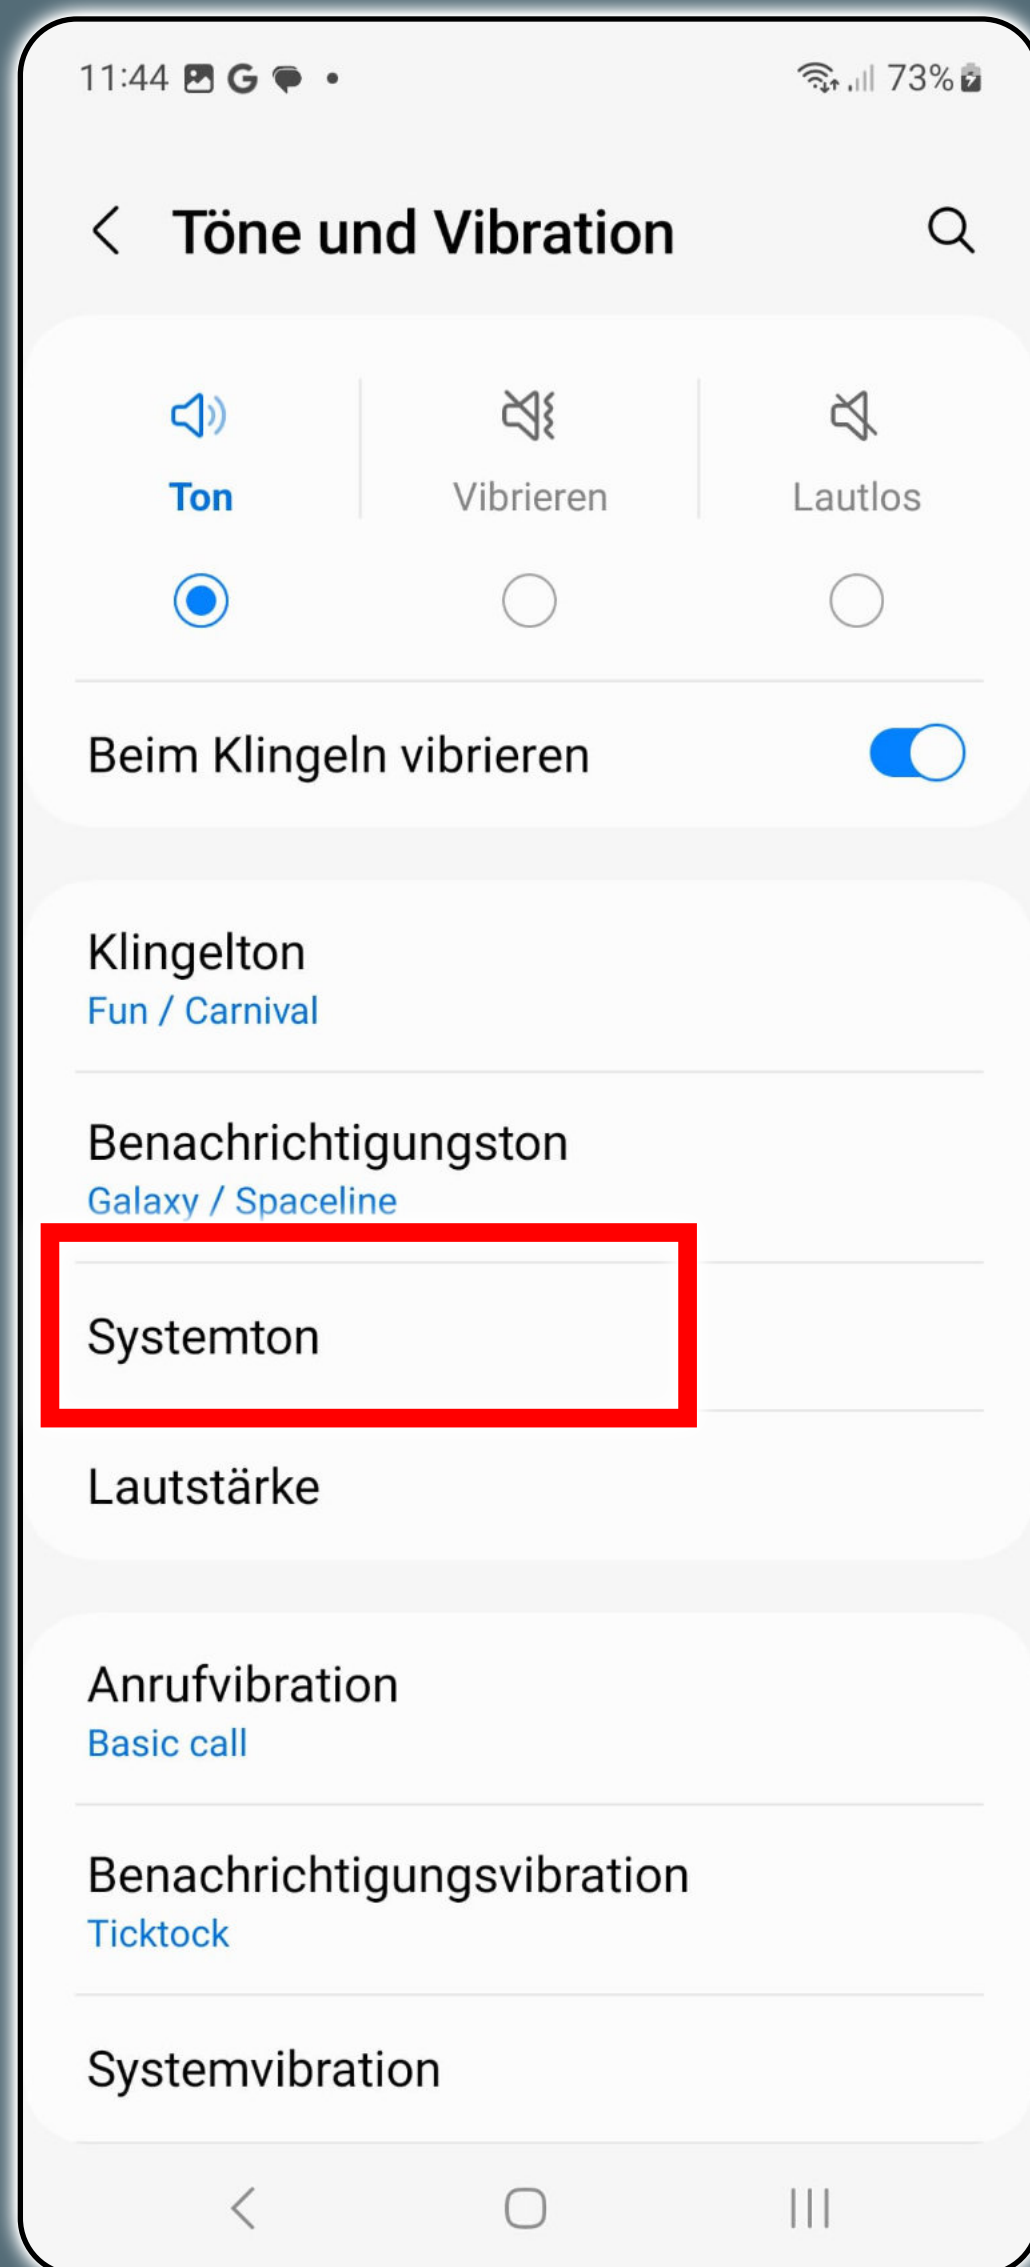 11:44 G 73%
Töne und Vibration
Ton Vibrieren Lautlos
Beim Klingeln vibrieren
Klingelton
Fun / Carnival
Benachrichtigungston
Galaxy / Spaceline
Systemton
Lautstärke
Anrufvibration
Basic call
Benachrichtigungsvibration
Ticktock
Systemvibration